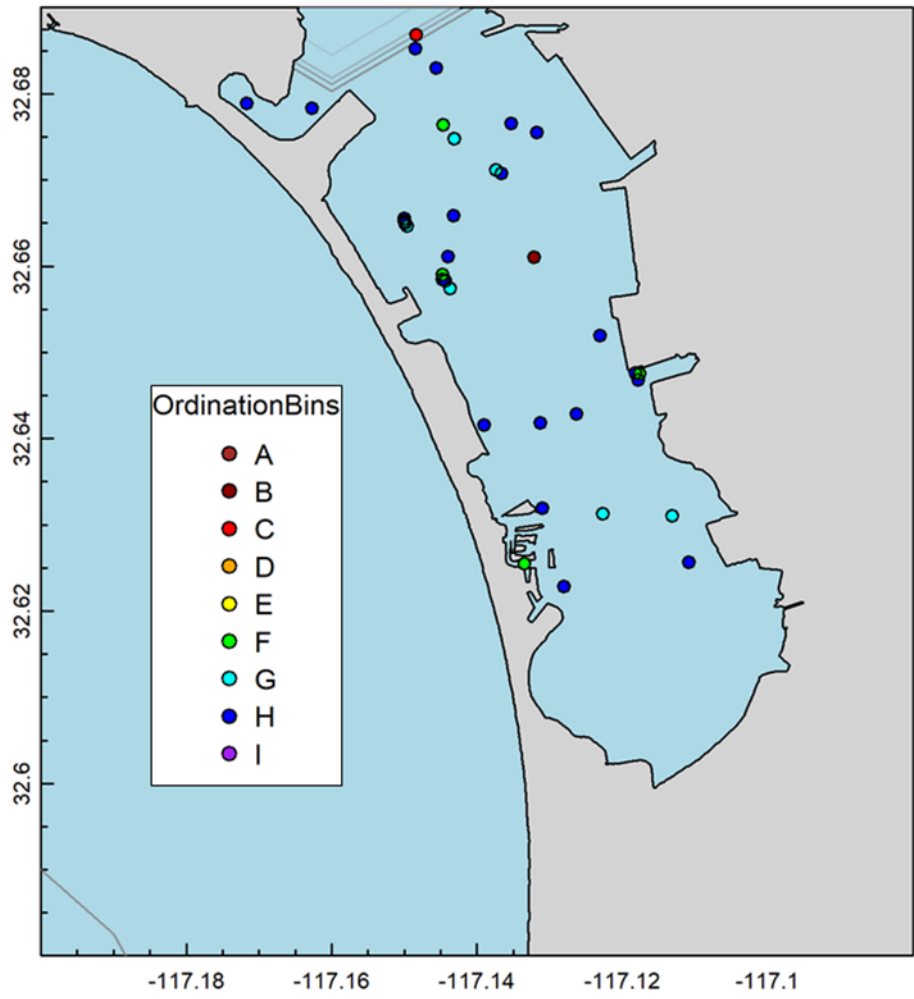 32.68
32.66
32.64
32.62
32.6
OrdinationBins
A
B
C
D
E
F
G
H
I
-117.18
-117.16
-117.14
-117.12
-117.1